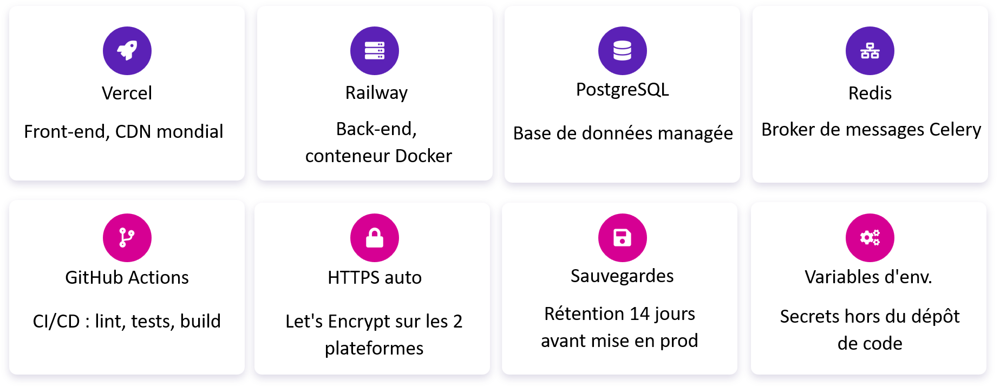 Vercel
Front-end, CDN mondial
Railway
Back-end,
conteneur Docker
PostgreSQL
Base de données managée
Redis
Broker de messages Celery
GitHub Actions
CI/CD : lint, tests, build
HTTPS auto
Let's Encrypt sur les 2
plateformes
Sauvegardes
Rétention 14 jours
avant mise en prod
Variables d'env.
Secrets hors du dépôt
de code